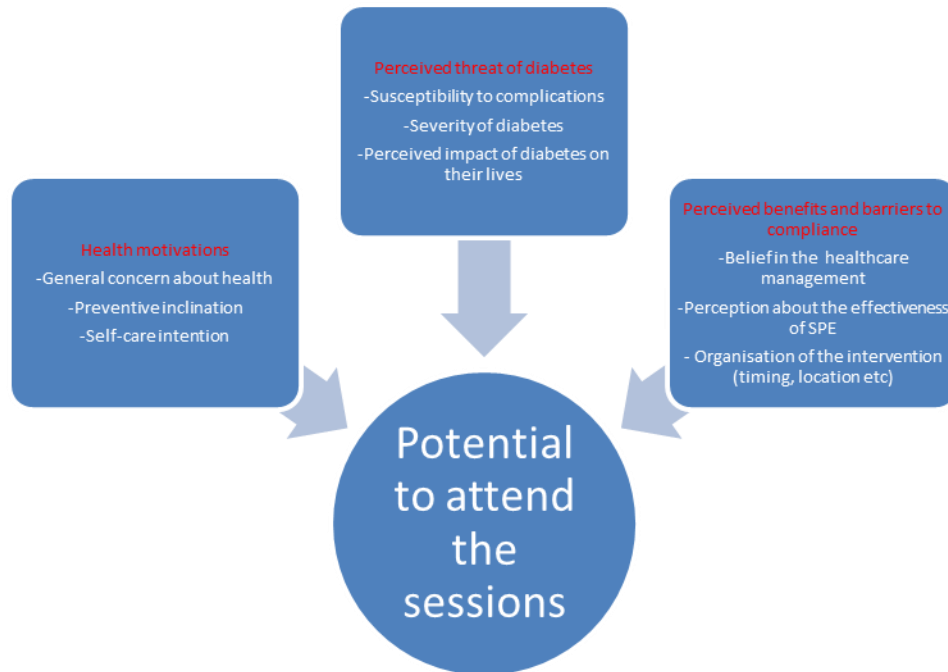 Perceived threat of diabetes
-Susceptibility to complications
-Severity of diabetes
-Perceived impact of diabetes on
their lives
Health motivations
-General concern about health
-Preventive inclination
-Self-care intention
Perceived benefits and barriers to
compliance
-Belief in the healthcare
management
-Perception about the effectiveness
of SPE
- Organisation of the intervention
(timing, location etc)
Potential
to attend
the
sessions